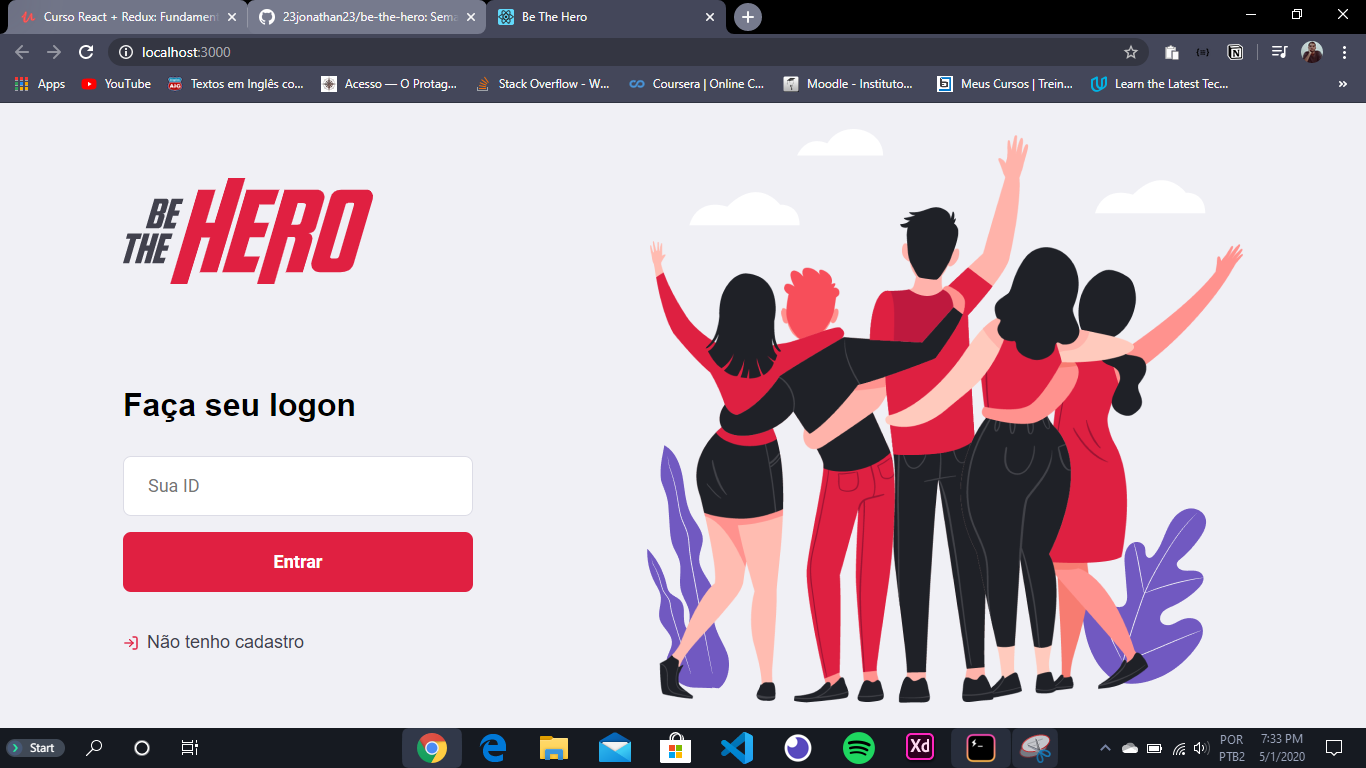 Curso React + Redux: Fundament
23jonathan23/be-the-hero: Sema
Be The Hero
localhost:3000
Apps
YouTube
Textos em Inglês co...
Acesso — O Protag...
Stack Overflow - W...
Coursera | Online C...
Moodle - Instituto...
Meus Cursos | Trein...
Learn the Latest Tec...
»
BE THE HERO
Faça seu logon
Sua ID
Entrar
Não tenho cadastro
Start
Xd
POR
PTB2
7:33 PM
5/1/2020